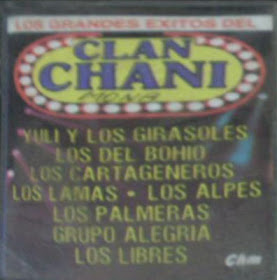 LOS GRANDES EXITOS DEL
CLAN
CHANI
YULI Y LOS GIRASOLES
LOS DEL BOHIO
LOS CARTAGENEROS
LOS LAMAS • LOS ALPES
LOS PALMERAS
GRUPO ALEGRIA
LOS LIBRES
Chm